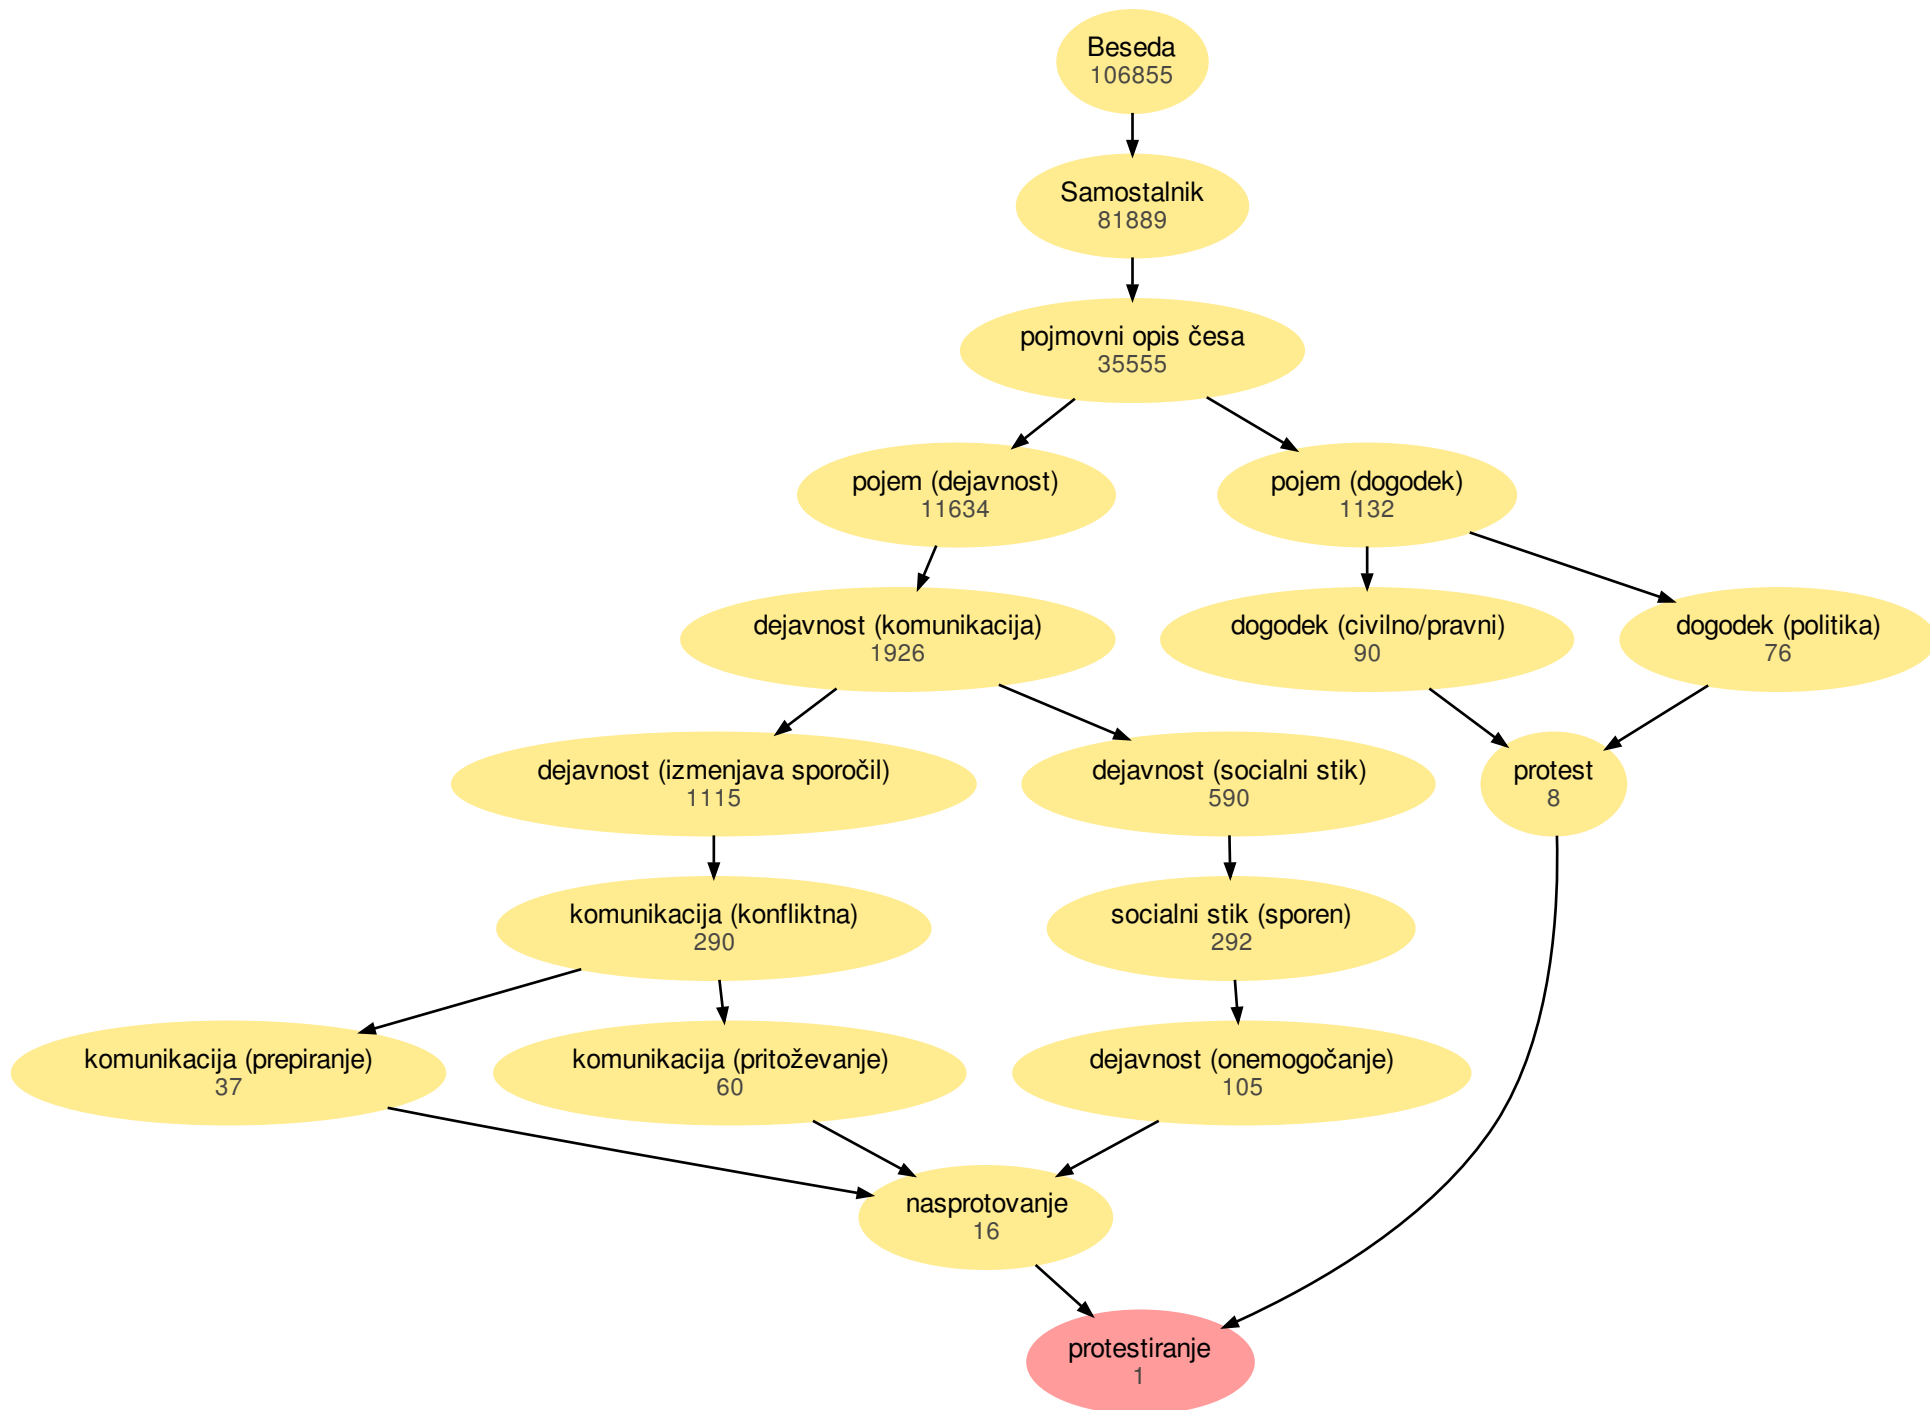 Beseda
106855
Samostalnik
81889
pojmovni opis česa
35555
pojem (dejavnost)
11634
pojem (dogodek)
1132
dejavnost (komunikacija)
1926
dogodek (civilno/pravni)
90
dogodek (politika)
76
dejavnost (izmenjava sporočil)
1115
dejavnost (socialni stik)
590
protest
8
komunikacija (konfliktna)
290
socialni stik (sporen)
292
komunikacija (prepiranje)
37
komunikacija (pritoževanje)
60
dejavnost (onemogočanje)
105
nasprotovanje
16
protestiranje
1